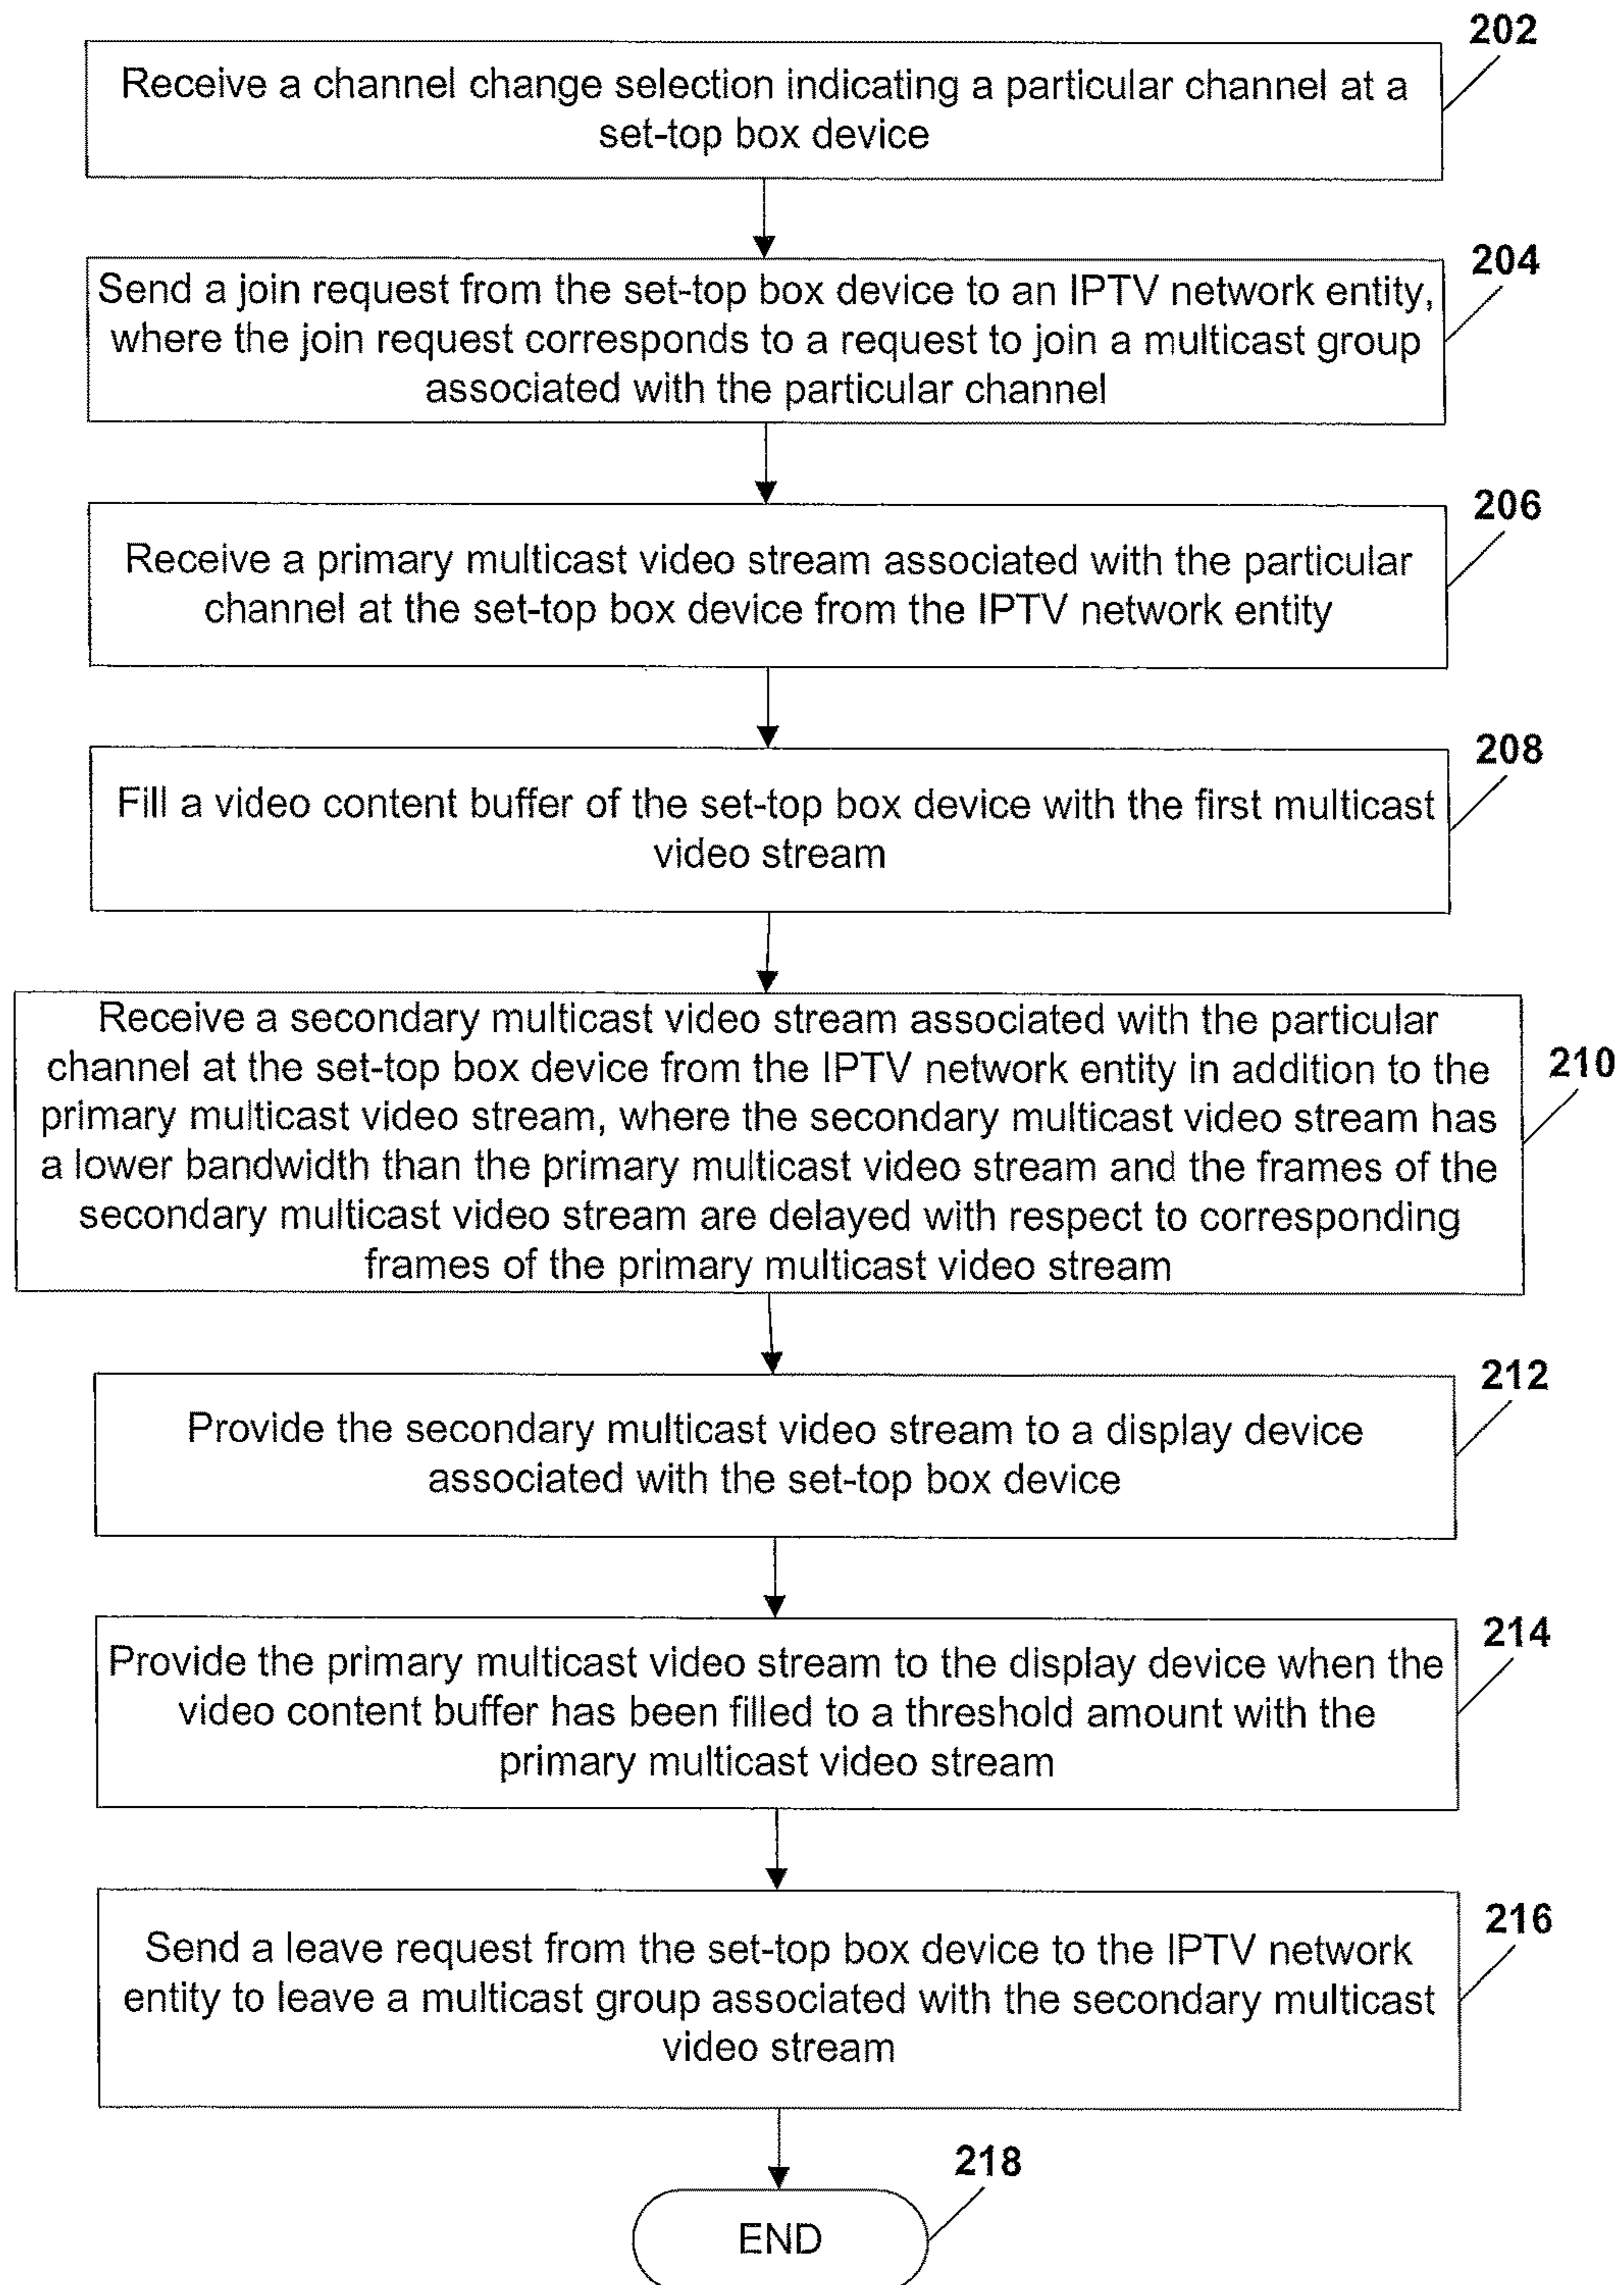 202
Receive a channel change selection indicating a particular channel at a
set-top box device
204
Send a join request from the set-top box device to an IPTV network entity,
where the join request corresponds to a request to join a multicast group
associated with the particular channel
206
Receive a primary multicast video stream associated with the particular
channel at the set-top box device from the IPTV network entity
208
Fill a video content buffer of the set-top box device with the first multicast
video stream
210
Receive a secondary multicast video stream associated with the particular
channel at the set-top box device from the IPTV network entity in addition to the
primary multicast video stream, where the secondary multicast video stream has
a lower bandwidth than the primary multicast video stream and the frames of the
secondary multicast video stream are delayed with respect to corresponding
frames of the primary multicast video stream
212
Provide the secondary multicast video stream to a display device
associated with the set-top box device
214
Provide the primary multicast video stream to the display device when the
video content buffer has been filled to a threshold amount with the
primary multicast video stream
216
Send a leave request from the set-top box device to the IPTV network
entity to leave a multicast group associated with the secondary multicast
video stream
218
END